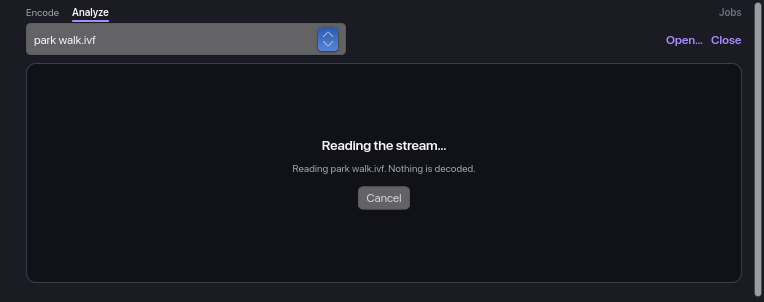 Encode Analyze Jobs
park walk.ivf Open... Close
Reading the stream...
Reading park walk.ivf. Nothing is decoded.
Cancel